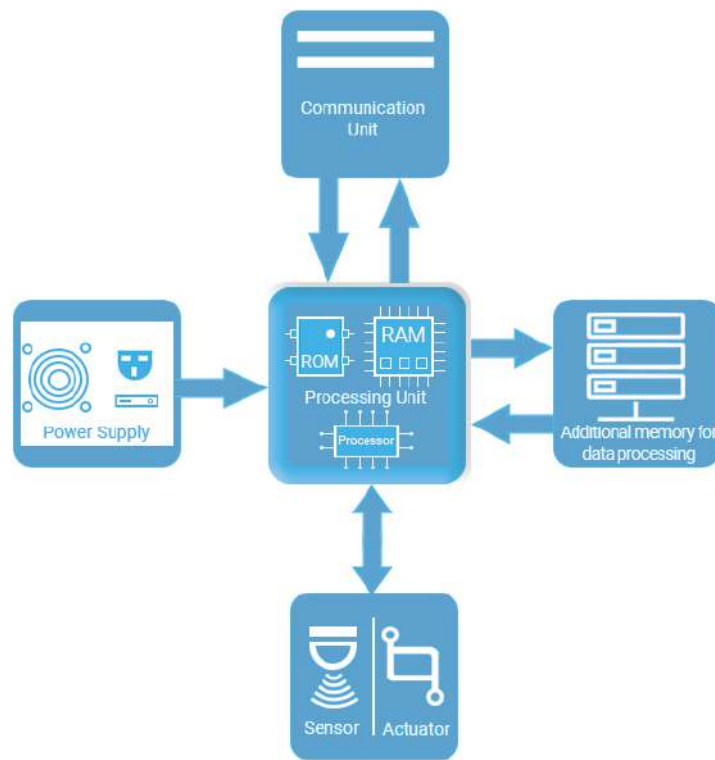 Communication
Unit
ROM
RAM
Processing Unit
Processor
Power Supply
Additional memory for
data processing
Sensor
Actuator